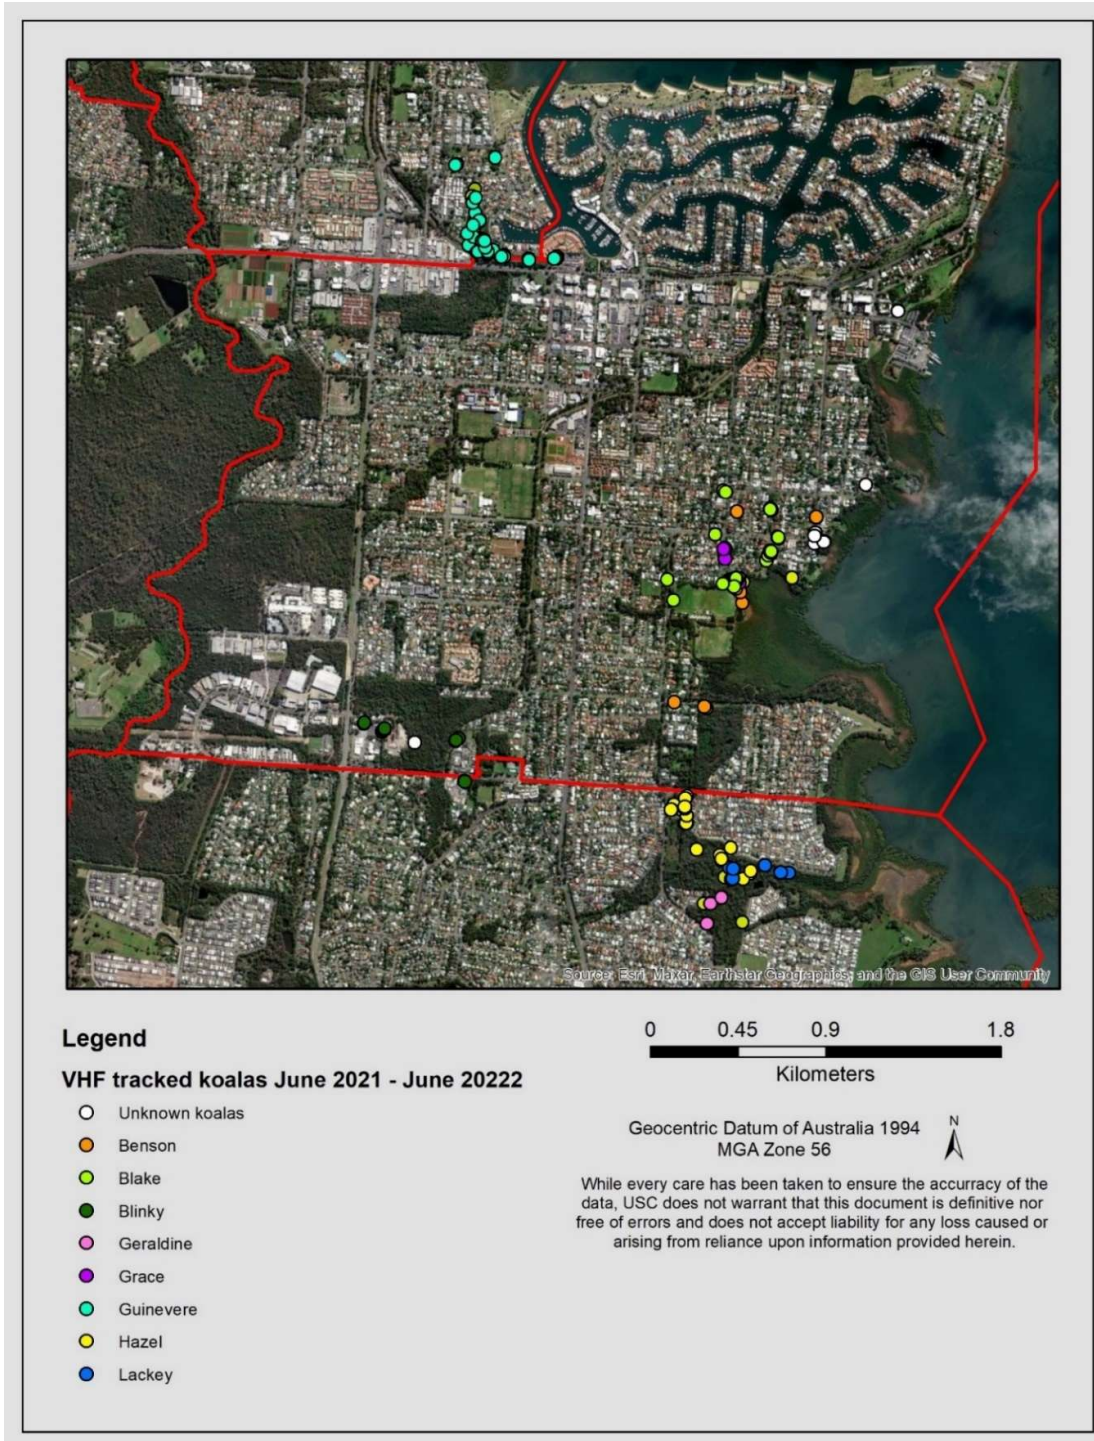 Source: Esri, Maxar, Earthstar Geographics, and the GIS User Community
Legend
VHF tracked koalas June 2021 - June 20222
Unknown koalas
Benson
Blake
Blinky
Geraldine
Grace
Guinevere
Hazel
Lackey
0 0.45 0.9 1.8
Kilometers
Geocentric Datum of Australia 1994
MGA Zone 56
N
While every care has been taken to ensure the accurracy of the
data, USC does not warrant that this document is definitive nor
free of errors and does not accept liability for any loss caused or
arising from reliance upon information provided herein.